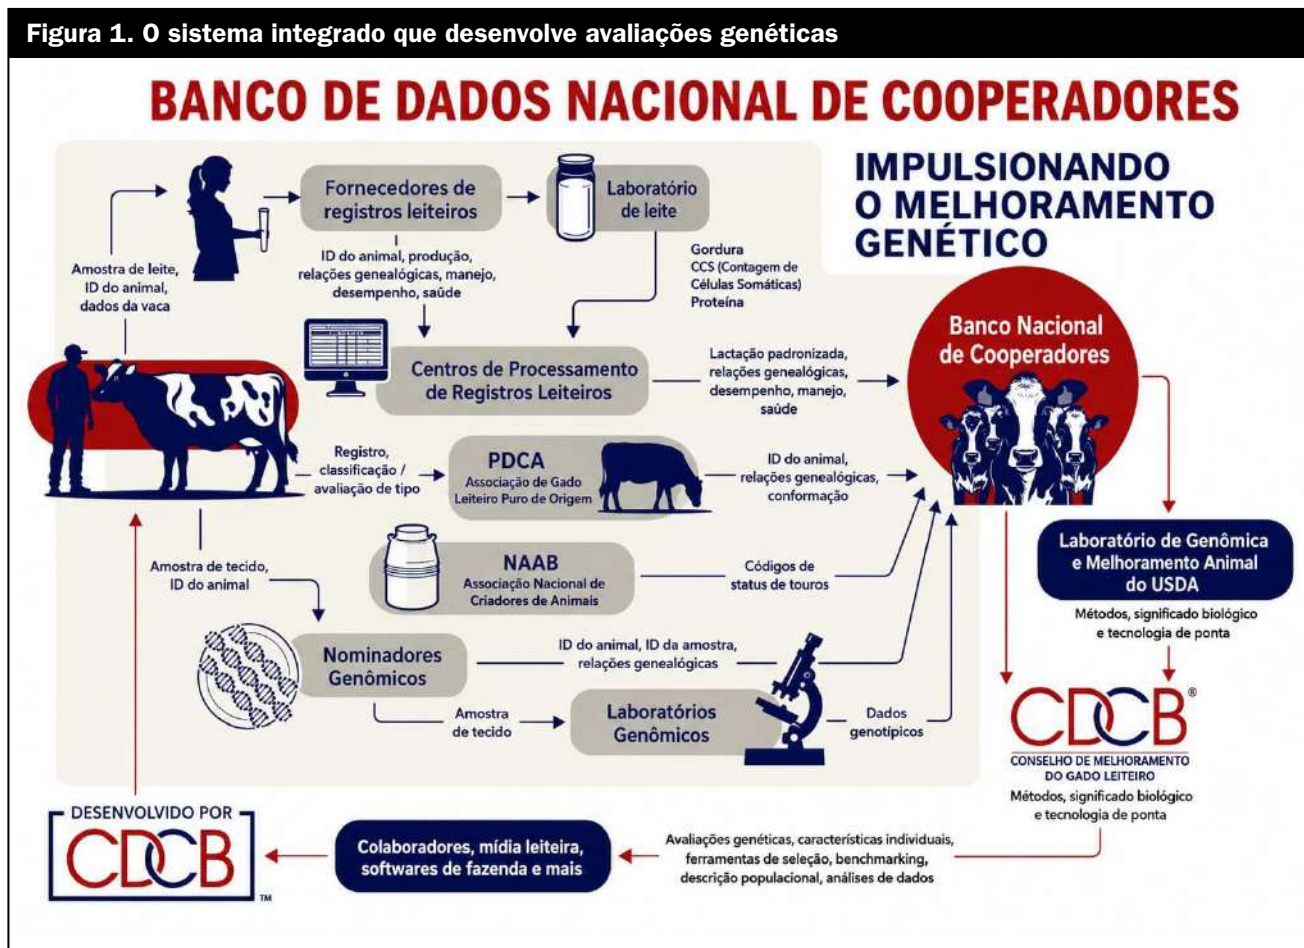 Figura 1. O sistema integrado que desenvolve avaliações genéticas
BANCO DE DADOS NACIONAL DE COOPERADORES
IMPULSIONANDO
O MELHORAMENTO
GENÉTICO
Fornecedores de
registros leiteiros
Laboratório
de leite
Amostra de leite,
ID do animal,
dados da vaca
ID do animal, produção,
relações genealógicas, manejo,
desempenho, saúde
Gordura
CCS (Contagem de
Células Somáticas)
Proteína
Centros de Processamento
de Registros Leiteiros
Lactação padronizada,
relações genealógicas,
desempenho, manejo,
saúde
Banco Nacional
de Cooperadores
Registro,
classificação /
avaliação de tipo
PDCA
Associação de Gado
Leiteiro Puro de Origem
ID do animal,
relações genealógicas,
conformação
Amostra de tecido,
ID do animal
NAAB
Associação Nacional de
Criadores de Animais
Códigos de
status de touros
Laboratório de Genômica
e Melhoramento Animal
do USDA
Métodos, significado biológico
e tecnologia de ponta
Nominadores
Genômicos
ID do animal, ID da amostra,
relações genealógicas
Amostra
de tecido
Laboratórios
Genômicos
Dados
genotípicos
CDCB®
CONSELHO DE MELHORAMENTO
DO GADO LEITEIRO
Métodos, significado biológico
e tecnologia de ponta
Avaliações genéticas, características individuais,
ferramentas de seleção, benchmarking,
descrição populacional, análises de dados
Colaboradores, mídia leiteira,
softwares de fazenda e mais
DESENVOLVIDO POR
CDCB
TM